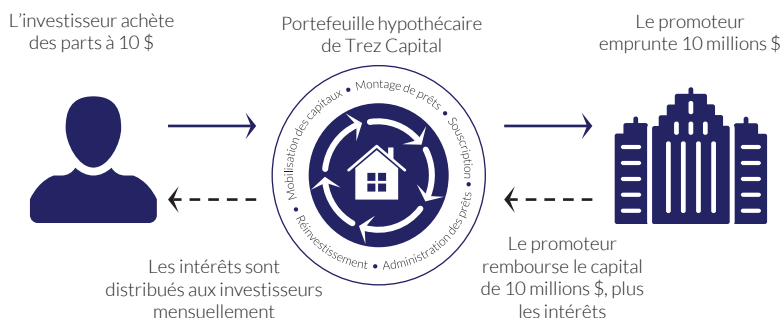 L’investisseur achète
des parts à 10 $
Portefeuille hypothécaire
de Trez Capital
Le promoteur
emprunte 10 millions $
Mobilisation des capitaux • Montage de prêts • Souscription • Administration des prêts • Réinvestissement •
Les intérêts sont
distribués aux investisseurs
mensuellement
Le promoteur
rembourse le capital
de 10 millions $, plus
les intérêts